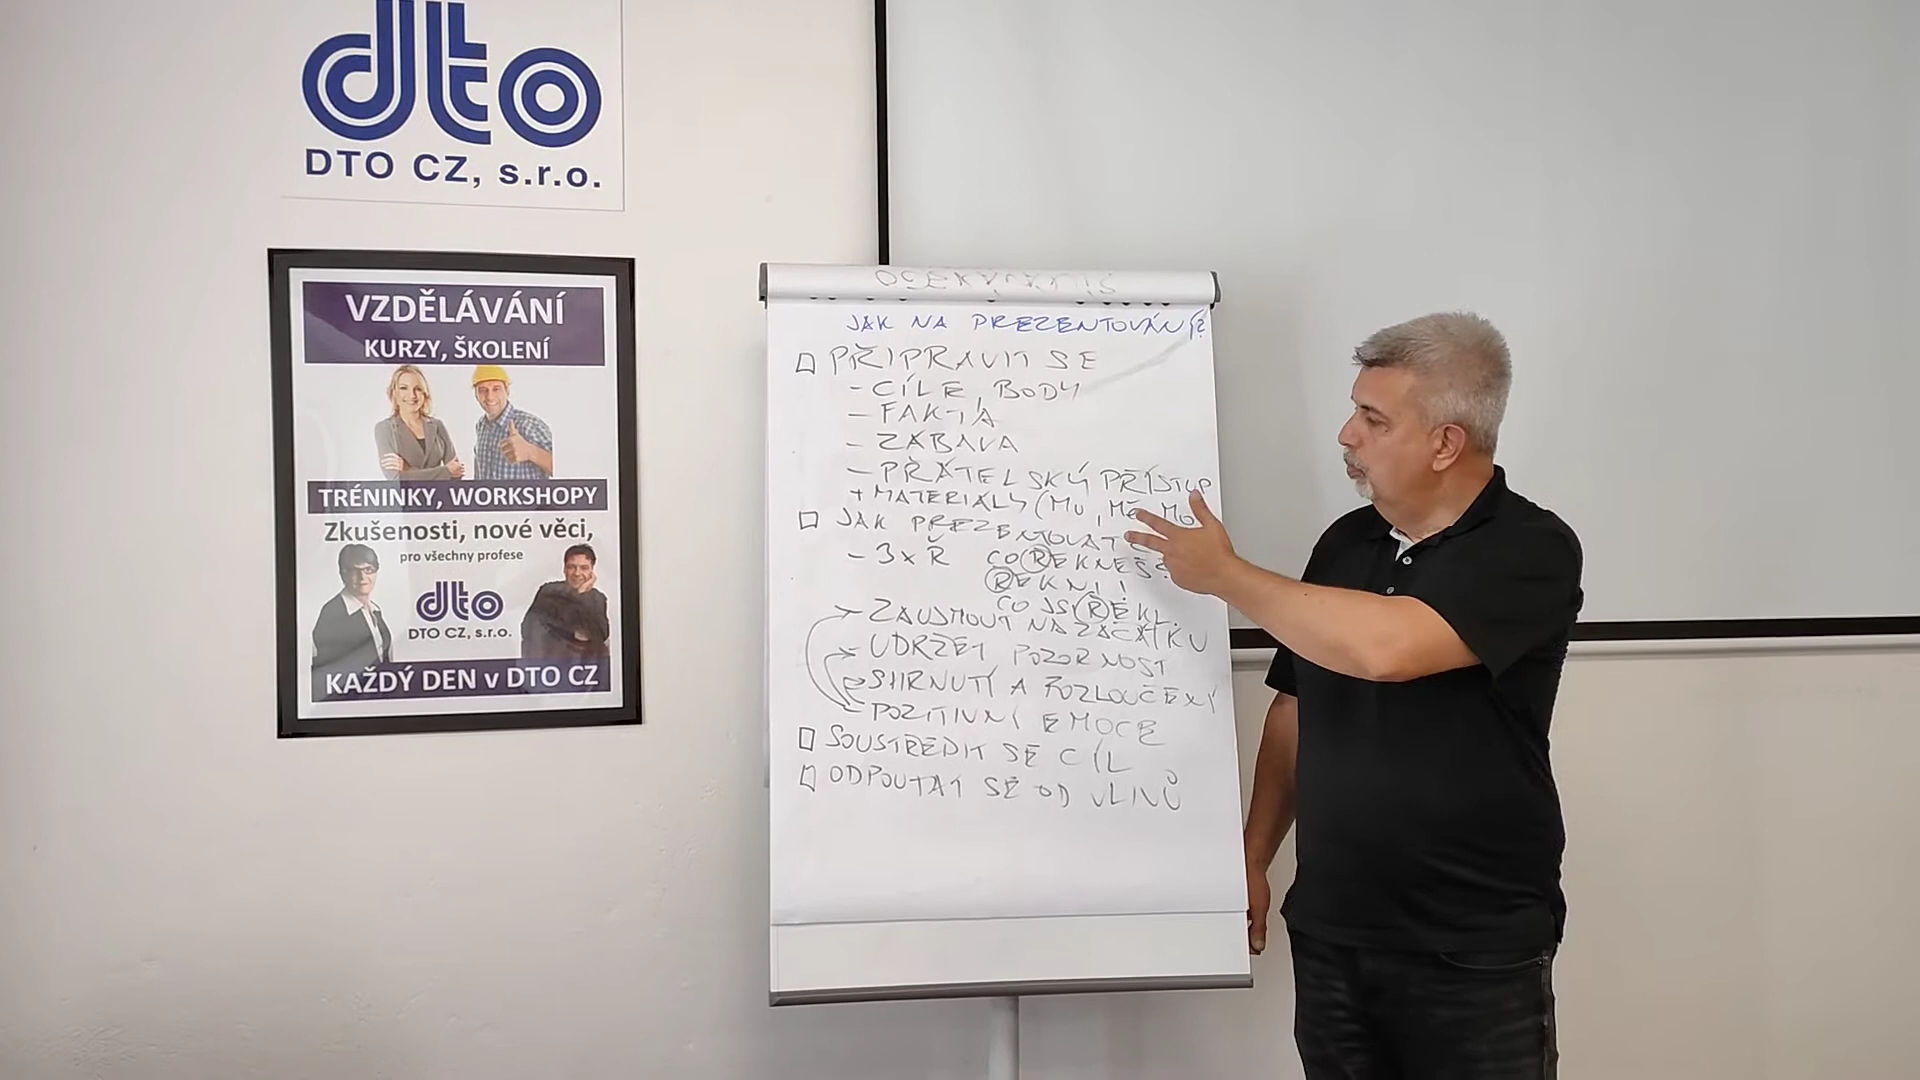 dto
DTO CZ, s.r.o.
VZDĚLÁVÁNÍ
KURZY, ŠKOLENÍ
TRÉNINKY, WORKSHOPY
Zkušenosti, nové věci,
pro všechny profese
dto
DTO CZ, s.r.o.
KAŽDÝ DEN v DTO CZ
JAK NA PREZENTOVÁNÍ?
PŘIPRAVIT SE
- CÍLE, BODY
- FAKTA
- ZÁBAVA
- PŘÁTELSKÝ PŘÍSTUP
+ MATERIÁLY (MU, MĚ, MO
JAK PREZENTOVAT
- 3x Ř CO ŘEKNEŠ?
ŘEKNI!
CO JSI ŘEKL.
ZAUJMOUT NA ZAČÁTKU
UDRŽET POZORNOST
SHRNUTÍ A ROZLOUČENÍ
POZITIVNÍ EMOCE
SOUSTŘEDIT SE CÍL
ODPOUTAT SE OD VLIVŮ